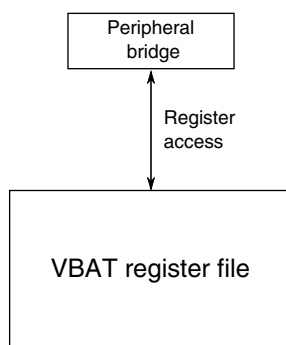 Peripheral
bridge
Register
access
VBAT register file